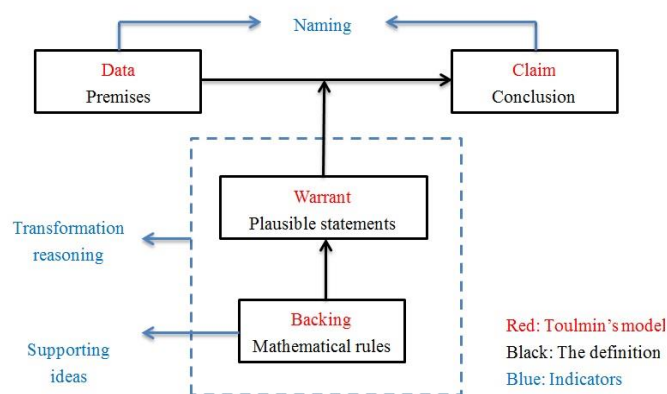 Naming
Data
Premises
Claim
Conclusion
Warrant
Plausible statements
Transformation
reasoning
Backing
Mathematical rules
Supporting
ideas
Red: Toulmin's model
Black: The definition
Blue: Indicators